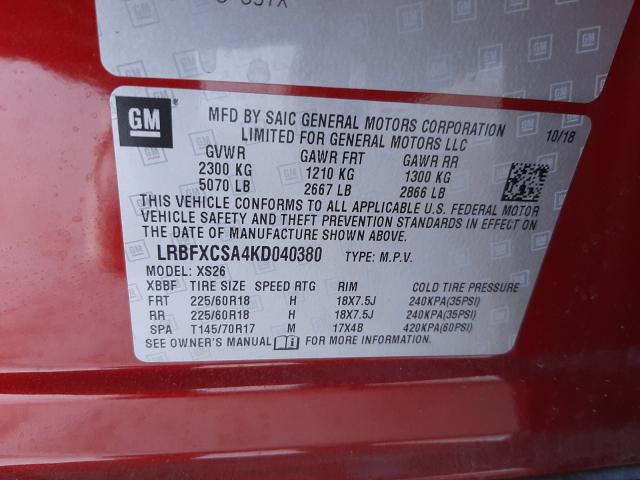 GM
MFD BY SAIC GENERAL MOTORS CORPORATION
LIMITED FOR GENERAL MOTORS LLC
10/18
GVWR GAWR FRT GAWR RR
2300 KG 1210 KG 1300 KG
5070 LB 2667 LB 2866 LB
THIS VEHICLE CONFORMS TO ALL APPLICABLE U.S. FEDERAL MOTOR
VEHICLE SAFETY AND THEFT PREVENTION STANDARDS IN EFFECT ON
THE DATE OF MANUFACTURE SHOWN ABOVE.
LRBFXCSA4KD040380 TYPE: M.P.V.
MODEL: XS26
XBBF TIRE SIZE SPEED RTG RIM COLD TIRE PRESSURE
FRT 225/60R18 H 18X7.5J 240KPA(35PSI)
RR 225/60R18 H 18X7.5J 240KPA(35PSI)
SPA T145/70R17 M 17X4B 420KPA(60PSI)
SEE OWNER'S MANUAL FOR MORE INFORMATION.